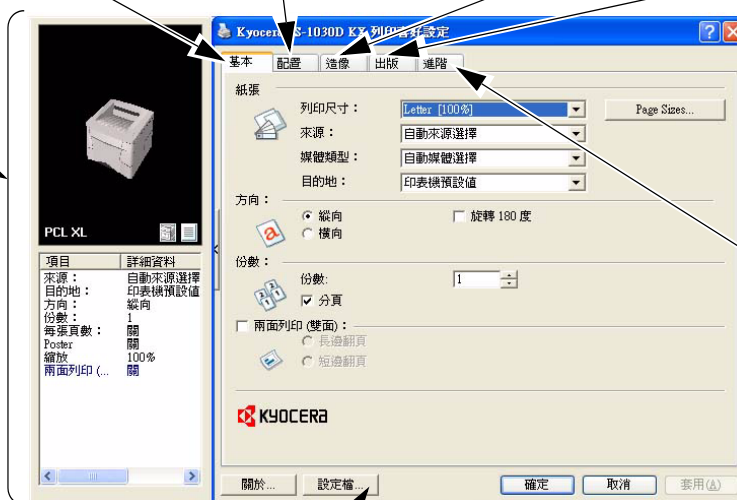 Kyocera FS-1030D KX 列印喜好設定
基本 配置 造像 出版 進階
紙張
列印尺寸： Letter [100%] Page Sizes...
來源： 自動來源選擇
媒體類型： 自動媒體選擇
目的地： 印表機預設值
方向：
縱向 旋轉 180 度
橫向
份數：
份數: 1
分頁
兩面列印 (雙面)：
長邊翻頁
短邊翻頁
KYOCERA
PCL XL
項目 詳細資料
來源： 自動來源選擇
目的地： 印表機預設值
方向： 縱向
份數： 1
每張頁數： 關
Poster 關
縮放 100%
兩面列印 (... 關
關於... 設定檔... 確定 取消 套用(A)